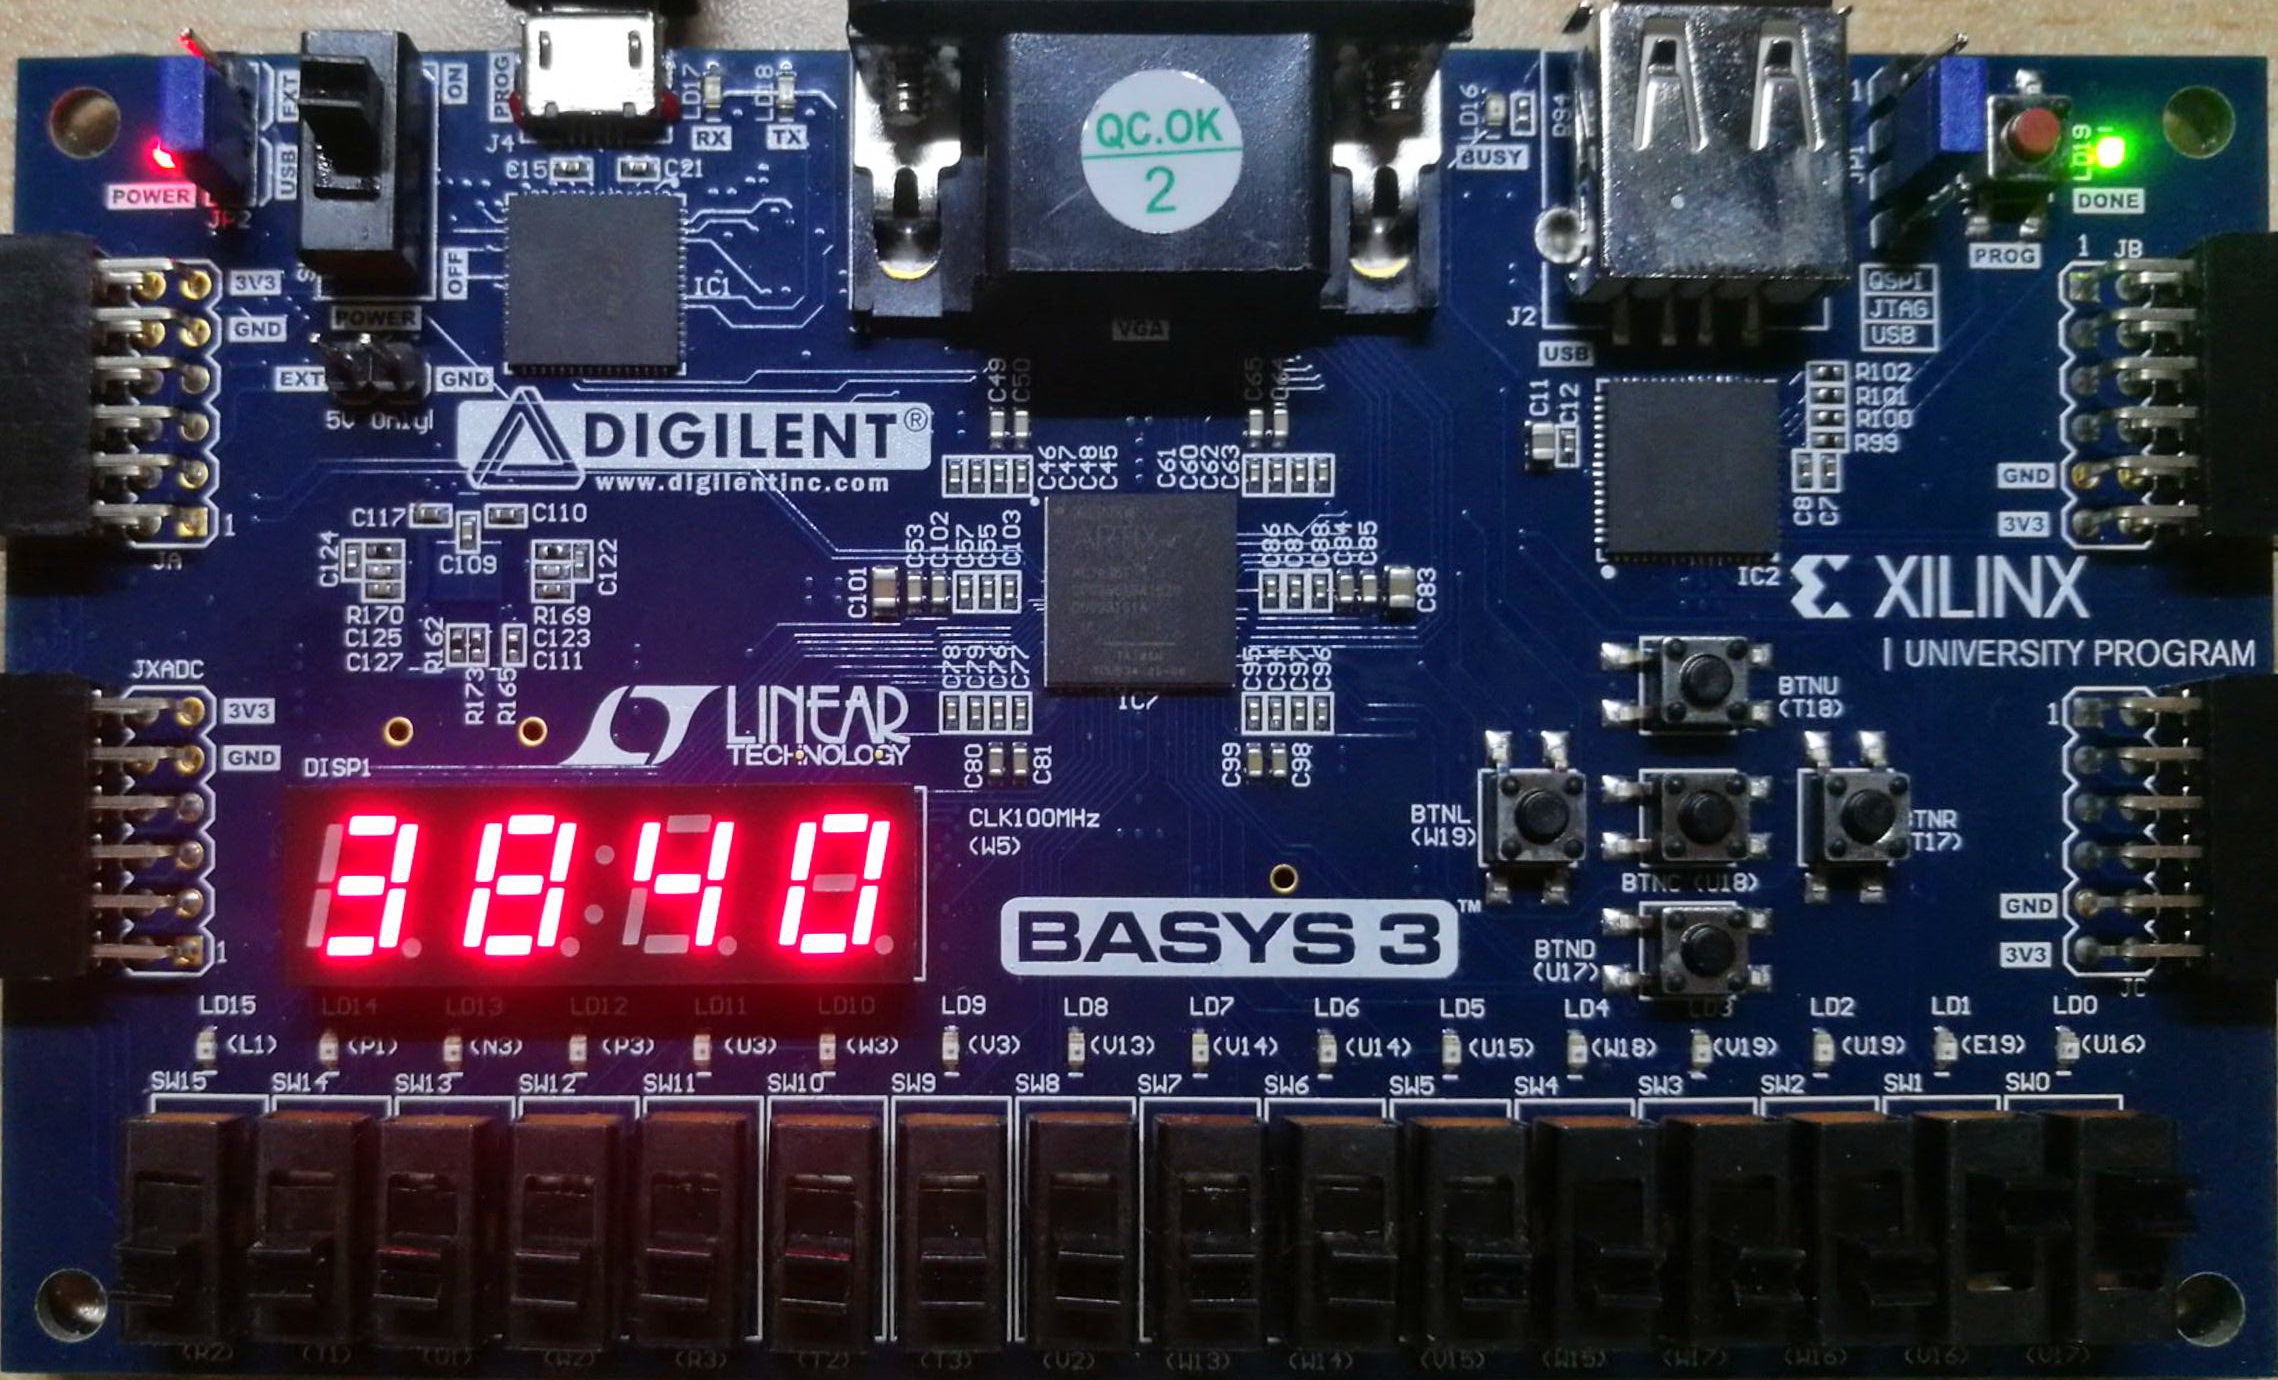 EXT
USB
ON
OFF
POWER
JP2
PROG
J4
LD17
RX
LD18
TX
C15
C21
IC1
QC.OK
2
VGA
LD16
BUSY
R94
J2
USB
JP1
LD19
DONE
PROG
QSPI
JTAG
USB
3V3
GND
1
JA
POWER
EXT
GND
5V Only!
DIGILENT®
www.digilentinc.com
C49
C50
C65
C64
C46
C47
C48
C45
C61
C60
C62
C63
C11
C12
R102
R101
R100
R99
C8
C7
IC2
1
JB
GND
3V3
C117
C110
C124
C109
C122
R170
C125
C127
R162
R169
C123
C111
R173
R165
C101
C53
C102
C57
C55
C103
ARTIX-7
C86
C87
C88
C84
C85
C83
C78
C79
C76
C77
C95
C94
C97
C96
IC7
C80
C81
C99
C98
XILINX
UNIVERSITY PROGRAM
JXADC
3V3
GND
1
LINEAR
TECHNOLOGY
DISP1
3840
CLK100MHz
(W5)
BASYS 3™
BTNU
(T18)
BTNL
(W19)
BTNC (U18)
BTNR
(T17)
BTND
(U17)
1
GND
3V3
JC
LD15 LD14 LD13 LD12 LD11 LD10 LD9 LD8 LD7 LD6 LD5 LD4 LD3 LD2 LD1 LD0
(L1) (P1) (N3) (P3) (U3) (W3) (V3) (V13) (V14) (U14) (U15) (W18) (V19) (U19) (E19) (U16)
SW15 SW14 SW13 SW12 SW11 SW10 SW9 SW8 SW7 SW6 SW5 SW4 SW3 SW2 SW1 SW0
(R2) (T1) (U1) (W2) (R3) (T2) (T3) (V2) (W13) (W14) (V15) (W15) (W17) (W16) (V16) (V17)